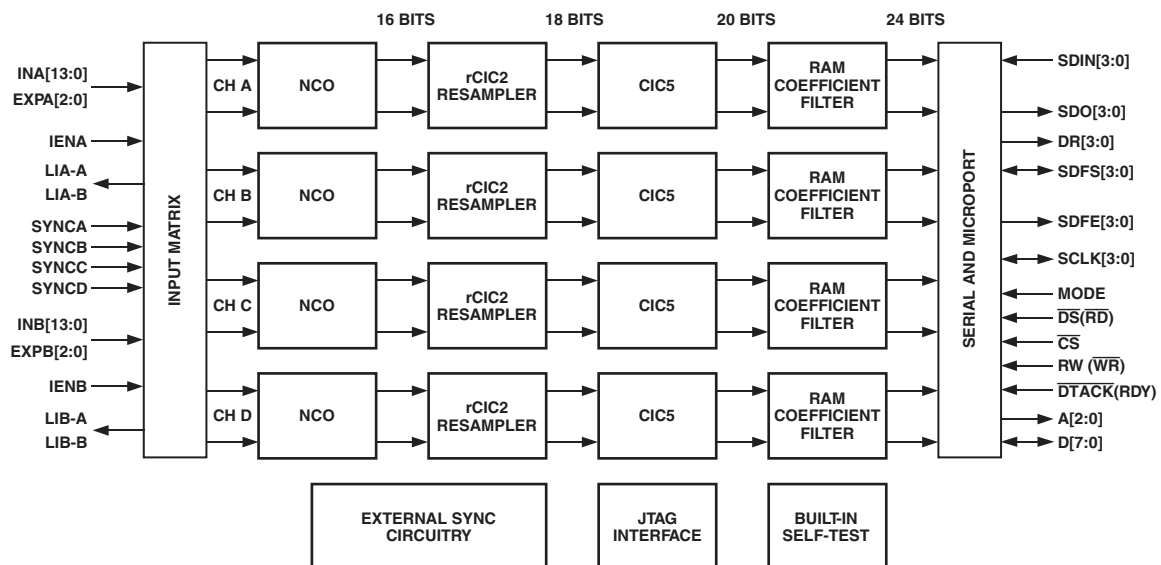 16 BITS
18 BITS
20 BITS
24 BITS
INA[13:0]
EXPA[2:0]
IENA
LIA-A
LIA-B
SYNCA
SYNCB
SYNCC
SYNCD
INB[13:0]
EXPB[2:0]
IENB
LIB-A
LIB-B
INPUT MATRIX
CH A
NCO
rCIC2
RESAMPLER
CIC5
RAM
COEFFICIENT
FILTER
CH B
NCO
rCIC2
RESAMPLER
CIC5
RAM
COEFFICIENT
FILTER
CH C
NCO
rCIC2
RESAMPLER
CIC5
RAM
COEFFICIENT
FILTER
CH D
NCO
rCIC2
RESAMPLER
CIC5
RAM
COEFFICIENT
FILTER
SERIAL AND MICROPORT
SDIN[3:0]
SDO[3:0]
DR[3:0]
SDFS[3:0]
SDFE[3:0]
SCLK[3:0]
MODE
D̅S̅(R̅D̅)
C̅S̅
RW (W̅R̅)
D̅T̅A̅C̅K̅(RDY)
A[2:0]
D[7:0]
EXTERNAL SYNC
CIRCUITRY
JTAG
INTERFACE
BUILT-IN
SELF-TEST